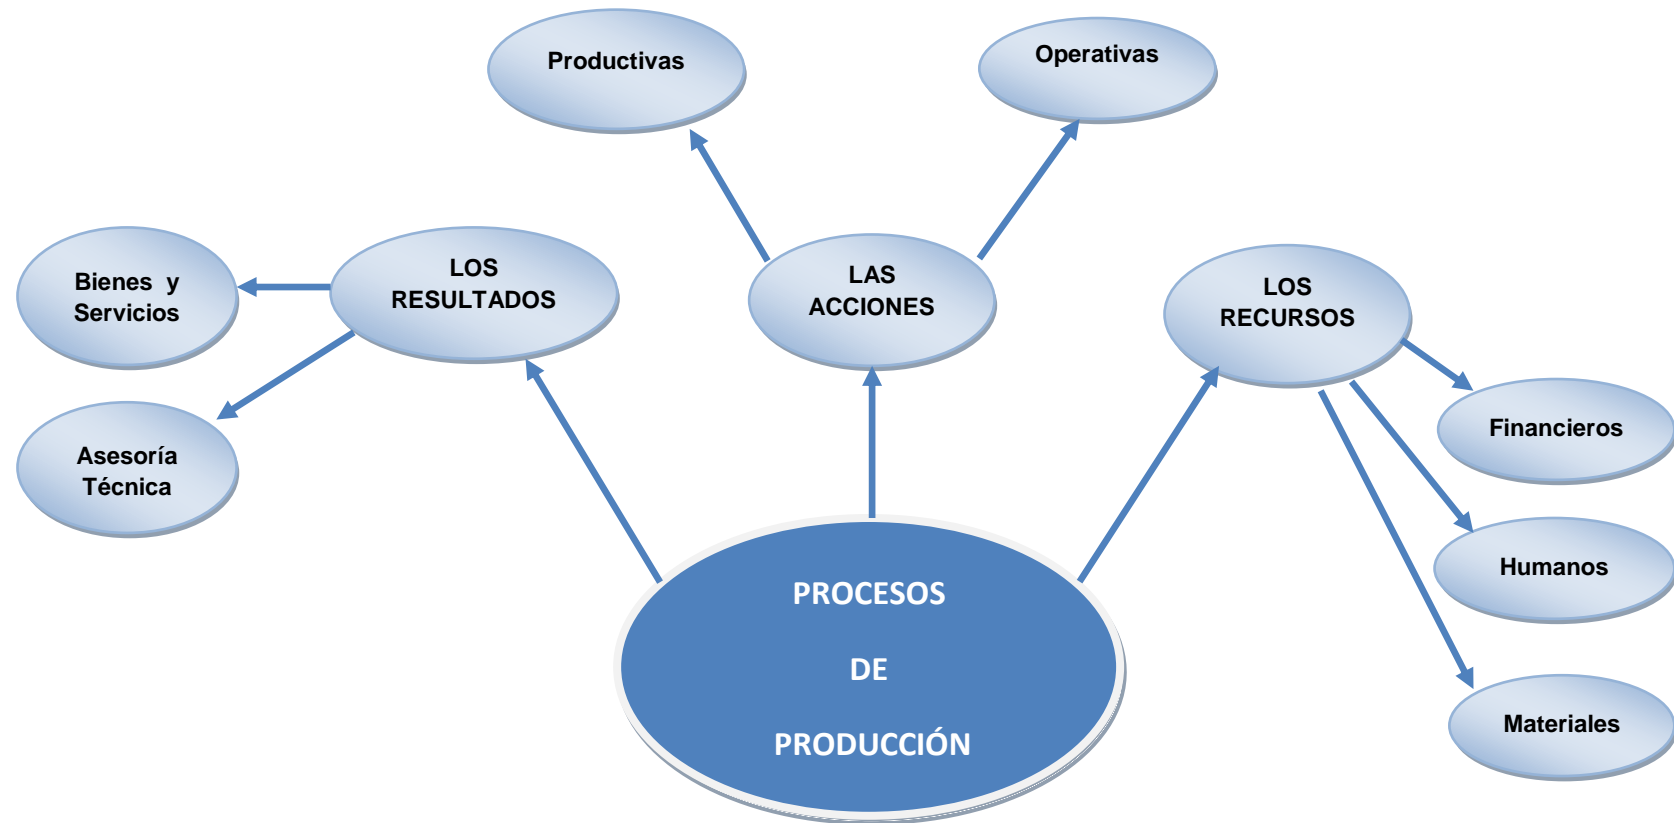 Productivas
Operativas
LOS
RESULTADOS
LAS
ACCIONES
LOS
RECURSOS
Bienes y
Servicios
Asesoría
Técnica
Financieros
Humanos
Materiales
PROCESOS
DE
PRODUCCIÓN